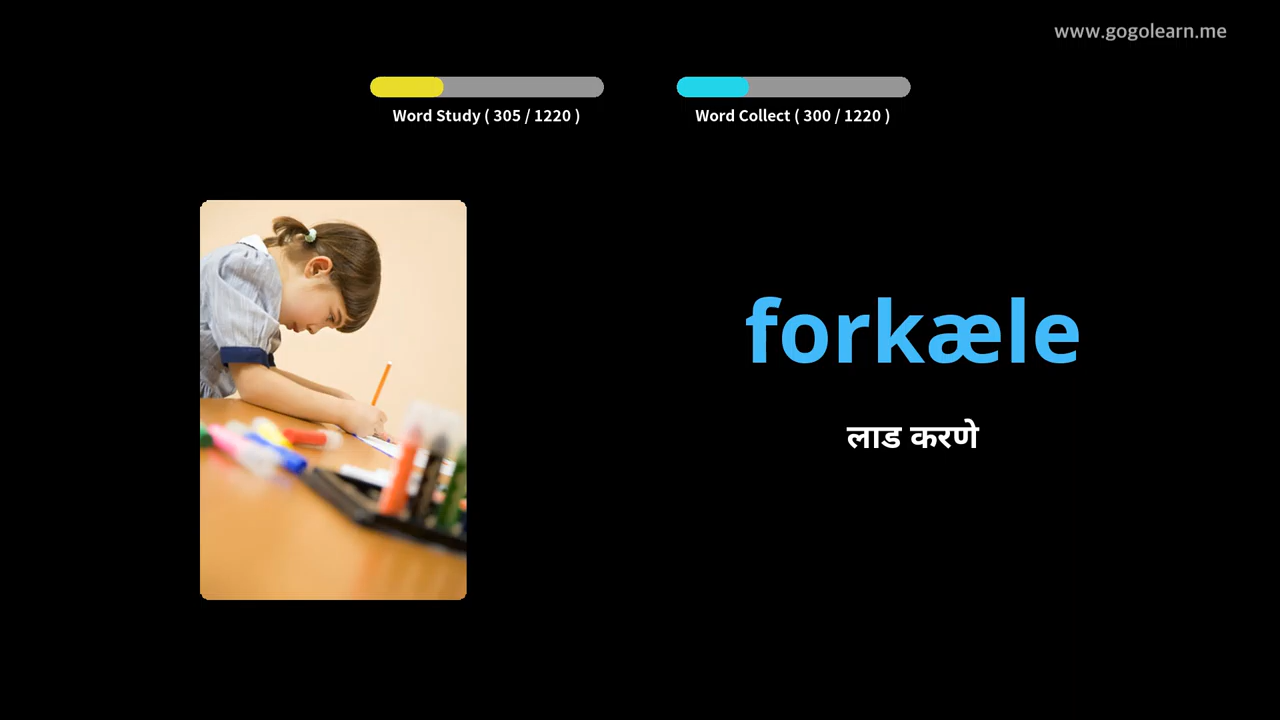 www.gogolearn.me
Word Study ( 305 / 1220 )
Word Collect ( 300 / 1220 )
forkæle
लाड करणे